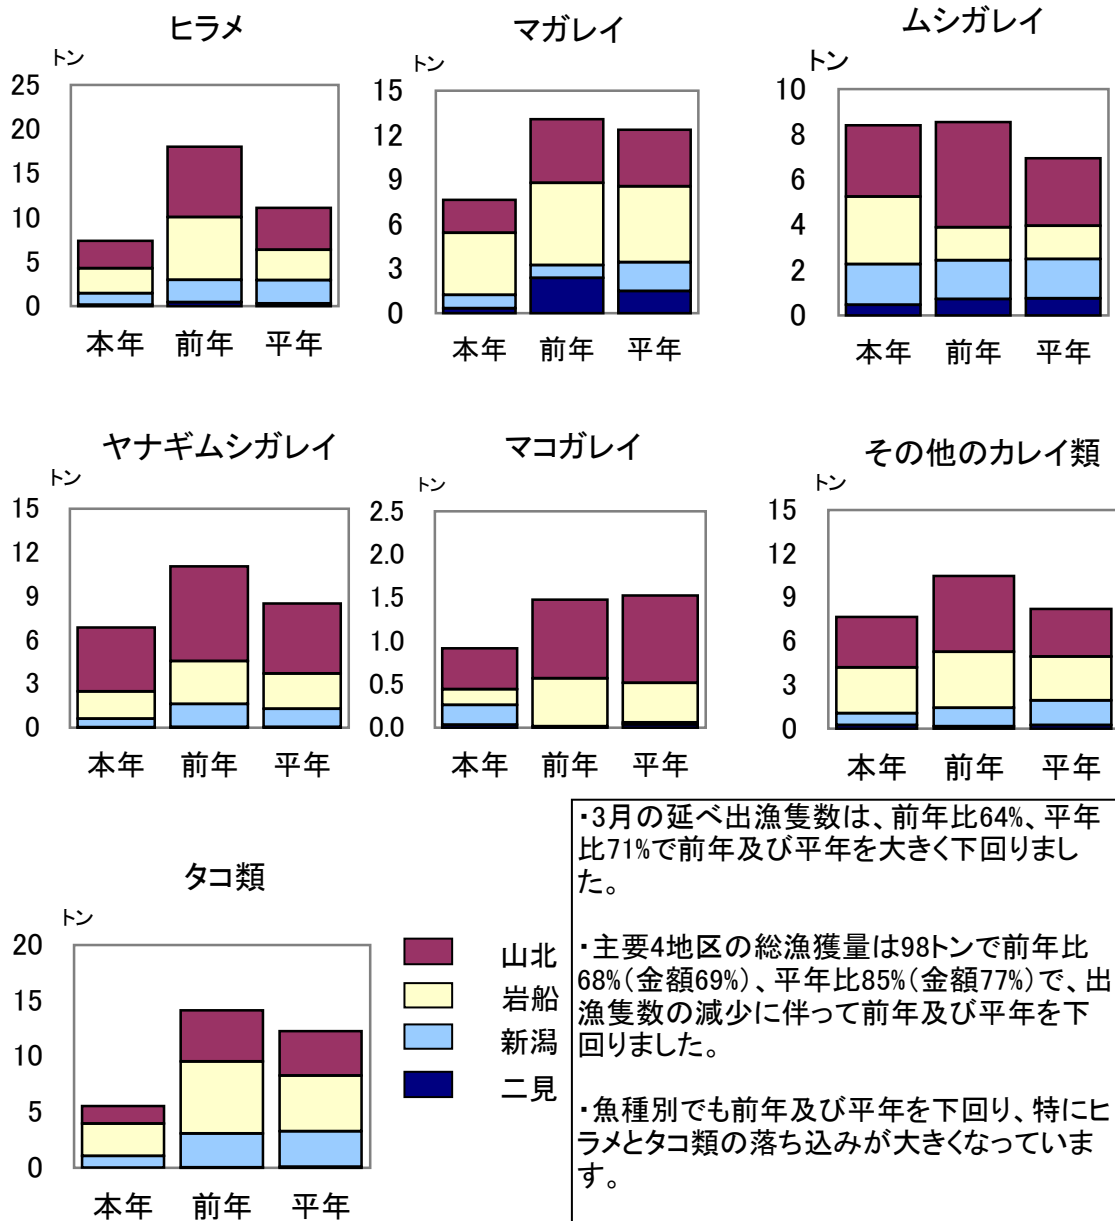 ヒラメ
トン
25
20
15
10
5
0
本年 前年 平年
マガレイ
トン
15
12
9
6
3
0
本年 前年 平年
ムシガレイ
トン
10
8
6
4
2
0
本年 前年 平年
ヤナギムシガレイ
トン
15
12
9
6
3
0
本年 前年 平年
マコガレイ
トン
2.5
2.0
1.5
1.0
0.5
0.0
本年 前年 平年
その他のカレイ類
トン
15
12
9
6
3
0
本年 前年 平年
タコ類
トン
20
15
10
5
0
本年 前年 平年
山北
岩船
新潟
二見
・3月の延べ出漁隻数は、前年比64%、平年
比71%で前年及び平年を大きく下回りまし
た。
・主要4地区の総漁獲量は98トンで前年比
68%(金額69%)、平年比85%(金額77%)で、出
漁隻数の減少に伴って前年及び平年を下
回りました。
・魚種別でも前年及び平年を下回り、特にヒ
ラメとタコ類の落ち込みが大きくなっていま
す。